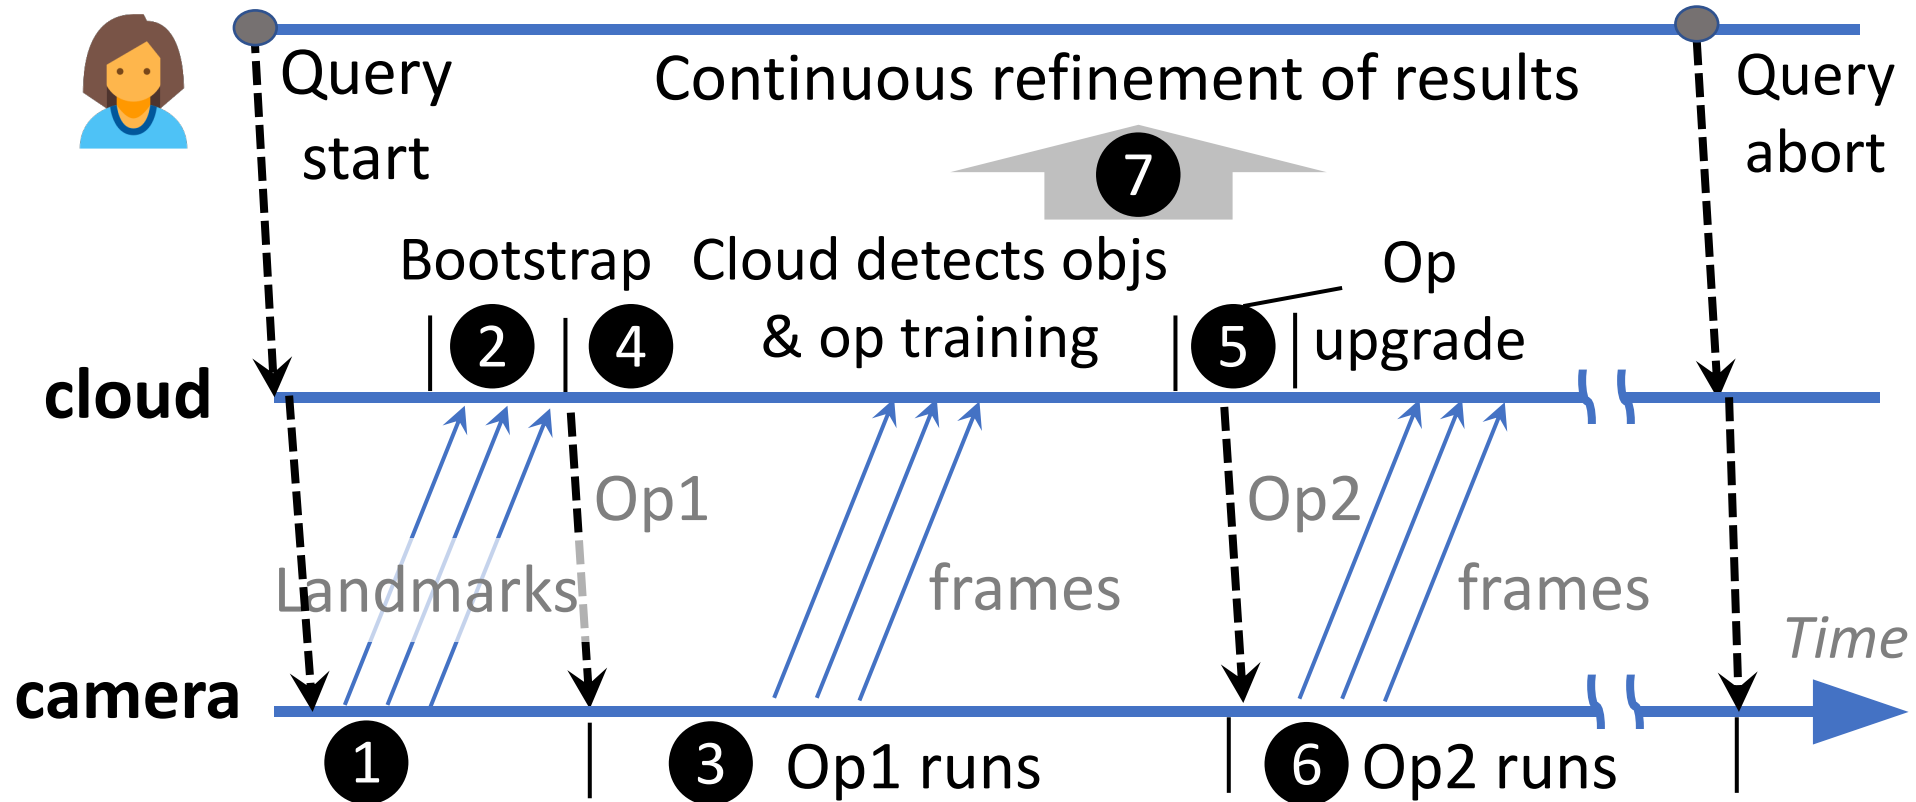 Query
start
Continuous refinement of results
Query
abort
7
Bootstrap
Cloud detects objs
& op training
Op
upgrade
2
4
5
cloud
Op1
Op2
Landmarks
frames
frames
Time
camera
1
3 Op1 runs
6 Op2 runs